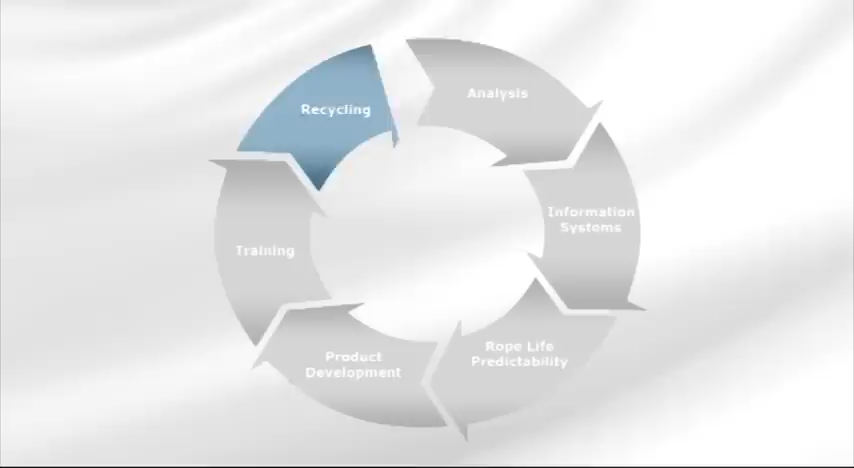 Recycling
Analysis
Information
Systems
Rope Life
Predictability
Product
Development
Training